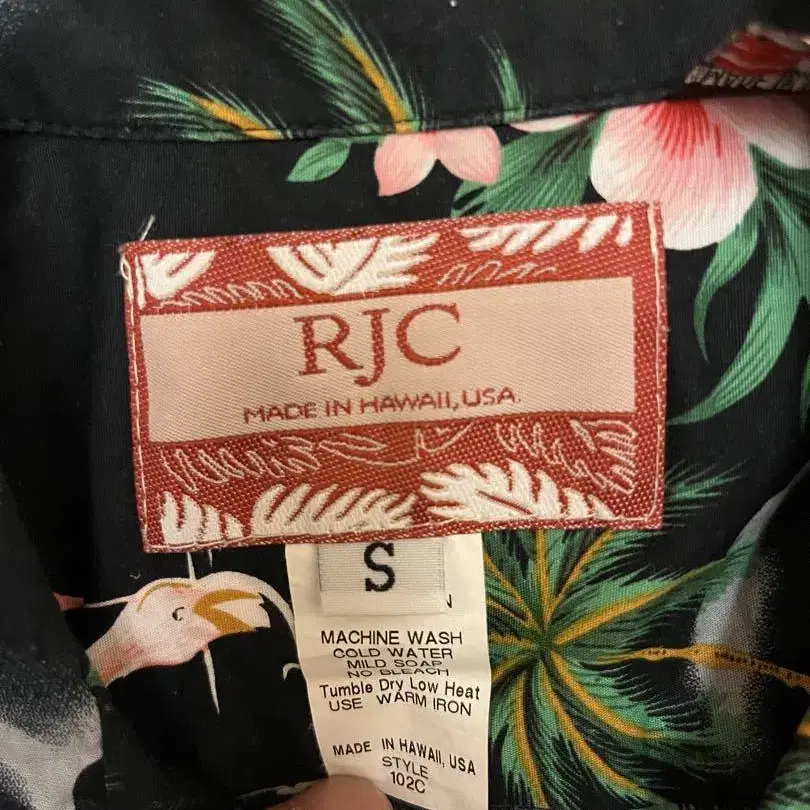 RJC
MADE IN HAWAII, USA.
S
N
MACHINE WASH
COLD WATER
MILD SOAP
NO BLEACH
Tumble Dry Low Heat
USE WARM IRON
MADE IN HAWAII, USA
STYLE
102C